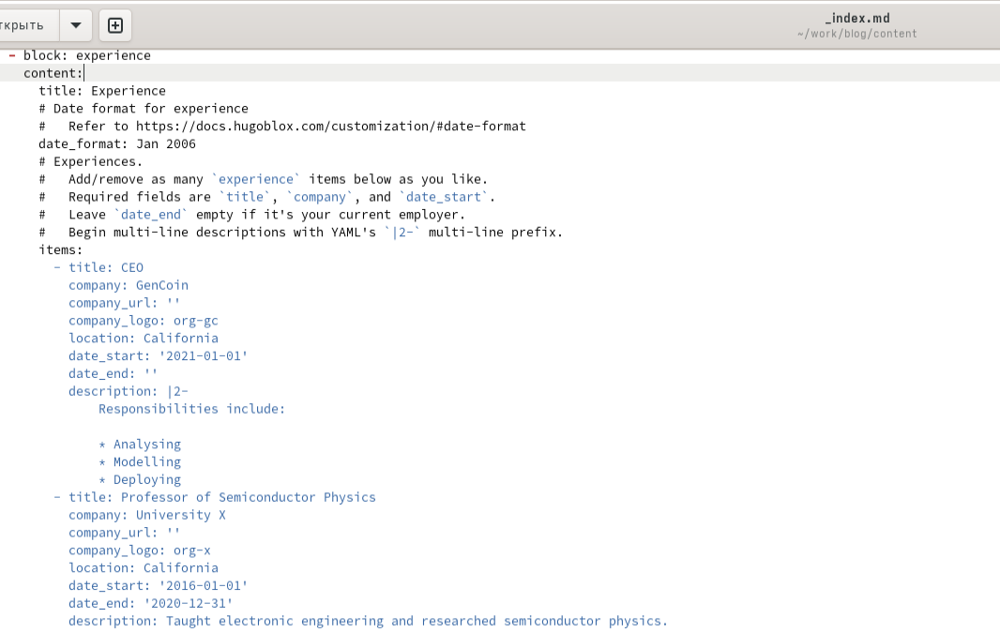 ткрыть
_index.md
~/work/blog/content
- block: experience
  content:
    title: Experience
    # Date format for experience
    #   Refer to https://docs.hugoblox.com/customization/#date-format
    date_format: Jan 2006
    # Experiences.
    #   Add/remove as many `experience` items below as you like.
    #   Required fields are `title`, `company`, and `date_start`.
    #   Leave `date_end` empty if it's your current employer.
    #   Begin multi-line descriptions with YAML's `|2-` multi-line prefix.
    items:
      - title: CEO
        company: GenCoin
        company_url: ''
        company_logo: org-gc
        location: California
        date_start: '2021-01-01'
        date_end: ''
        description: |2-
            Responsibilities include:

            * Analysing
            * Modelling
            * Deploying
      - title: Professor of Semiconductor Physics
        company: University X
        company_url: ''
        company_logo: org-x
        location: California
        date_start: '2016-01-01'
        date_end: '2020-12-31'
        description: Taught electronic engineering and researched semiconductor physics.